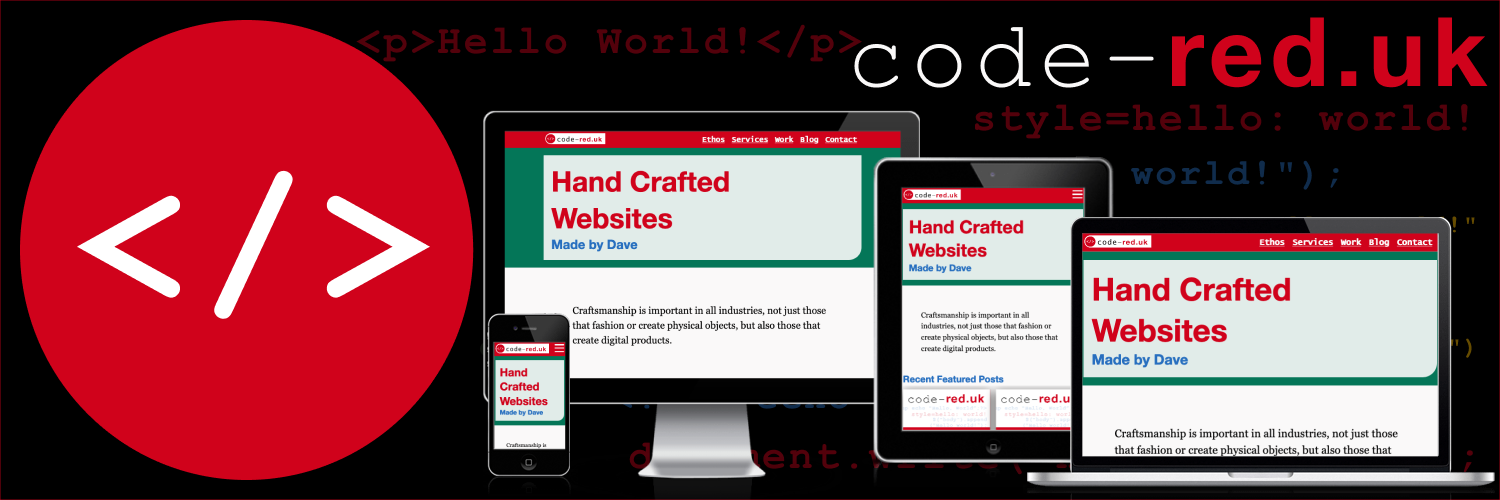 </>
<p>Hello World!</p>
code-red.uk
style=hello: world!
world!");
!"
")
;
code-red.uk
Ethos Services Work Blog Contact
Hand Crafted
Websites
Made by Dave
Craftsmanship is important in all industries, not just those
that fashion or create physical objects, but also those that
create digital products.
code-red.uk
Hand
Crafted
Websites
Made by Dave
Craftsmanship is
code-red.uk
Hand Crafted
Websites
Made by Dave
Craftsmanship is important in all
industries, not just those that fashion or
create physical objects, but also those that
create digital products.
Recent Featured Posts
code-red.uk
code-red.u
style=hello: world
style=hello:
code-red.uk
Ethos Services Work Blog Contact
Hand Crafted
Websites
Made by Dave
Craftsmanship is important in all industries, not just those
that fashion or create physical objects, but also those that